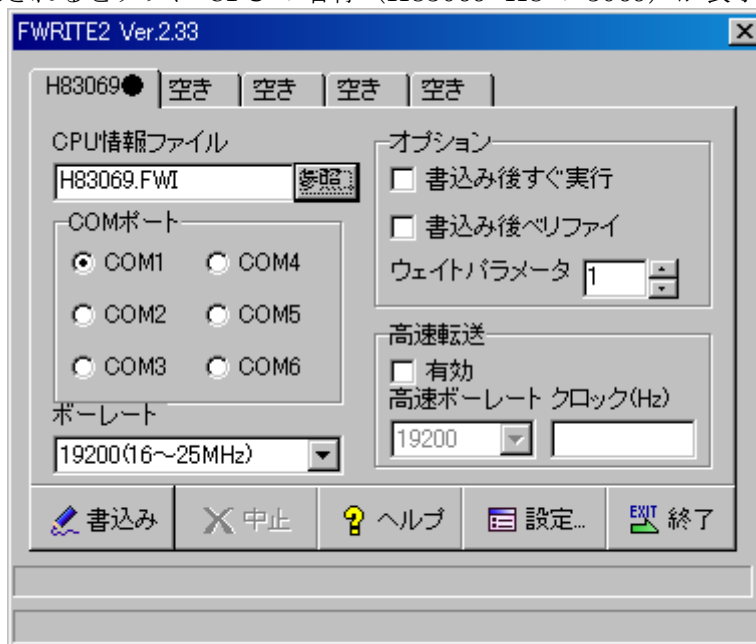 FWRITE2 Ver.2.33
H83069● 空き 空き 空き 空き
CPU情報ファイル
H83069.FWI 参照
COMポート
COM1 COM4
COM2 COM5
COM3 COM6
ボーレート
19200(16～25MHz)
オプション
書込み後すぐ実行
書込み後ベリファイ
ウェイトパラメータ 1
高速転送
有効
高速ボーレート クロック(Hz)
19200
書込み 中止 ヘルプ 設定... EXIT 終了